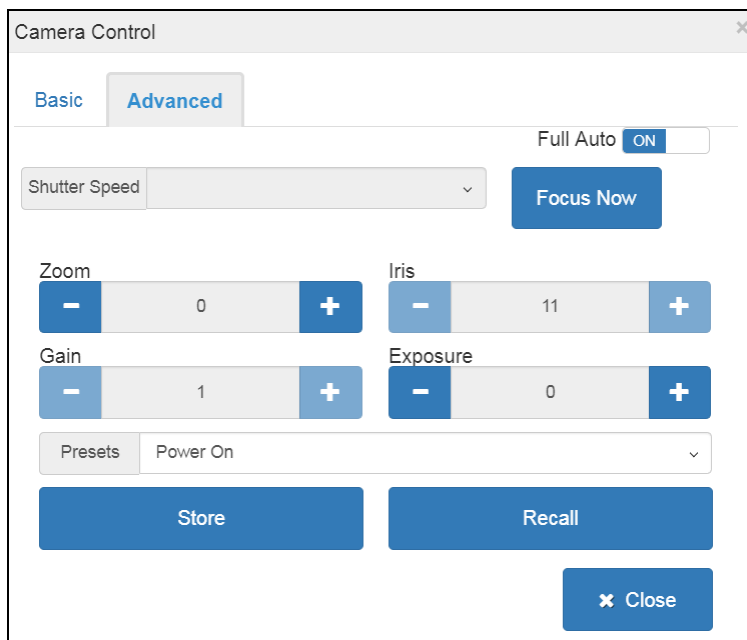 Camera Control
Basic Advanced
Full Auto ON
Shutter Speed
Focus Now
Zoom Iris
0 11
Gain Exposure
1 0
Presets Power On
Store Recall
Close